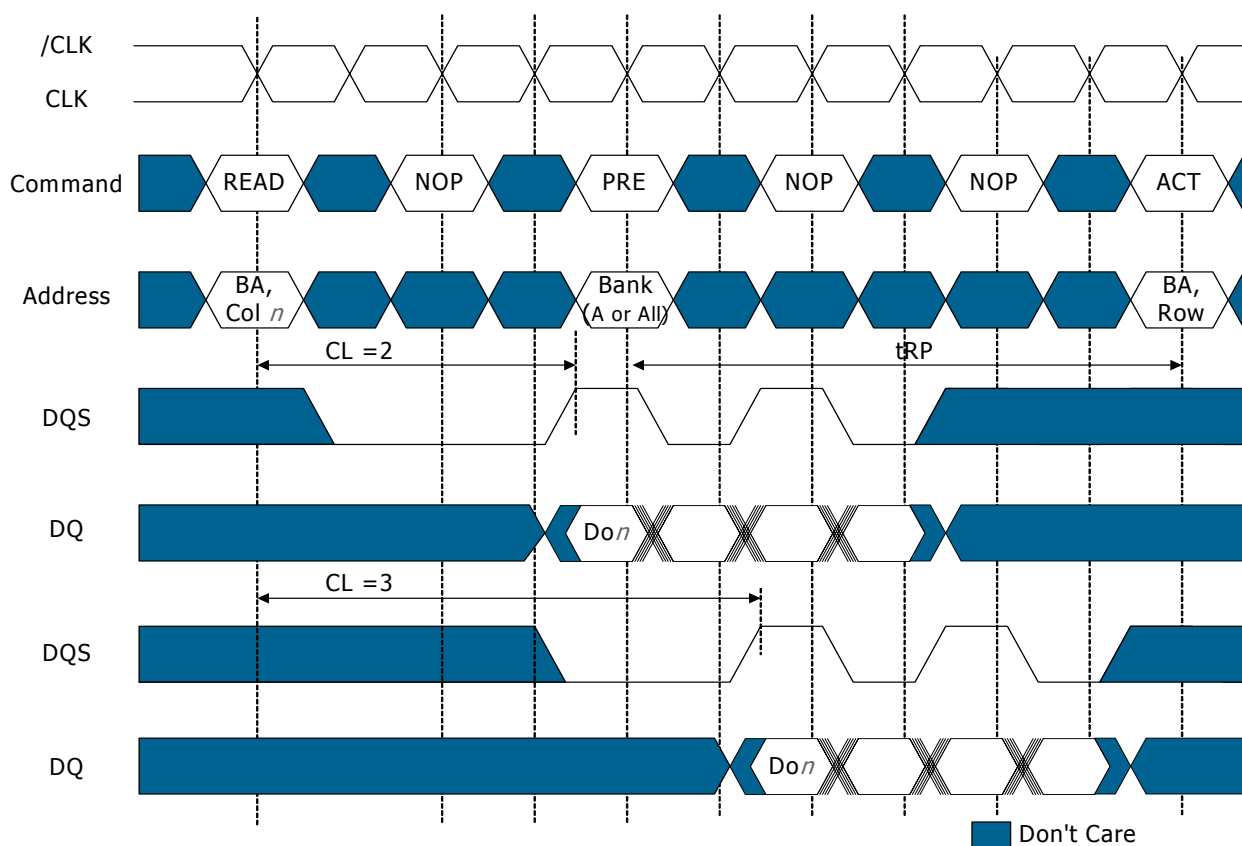 /CLK
CLK
Command
READ
NOP
PRE
NOP
NOP
ACT
Address
BA,
Col n
Bank
(A or All)
BA,
Row
CL =2
tRP
DQS
DQ
Don
CL =3
DQS
DQ
Don
Don't Care